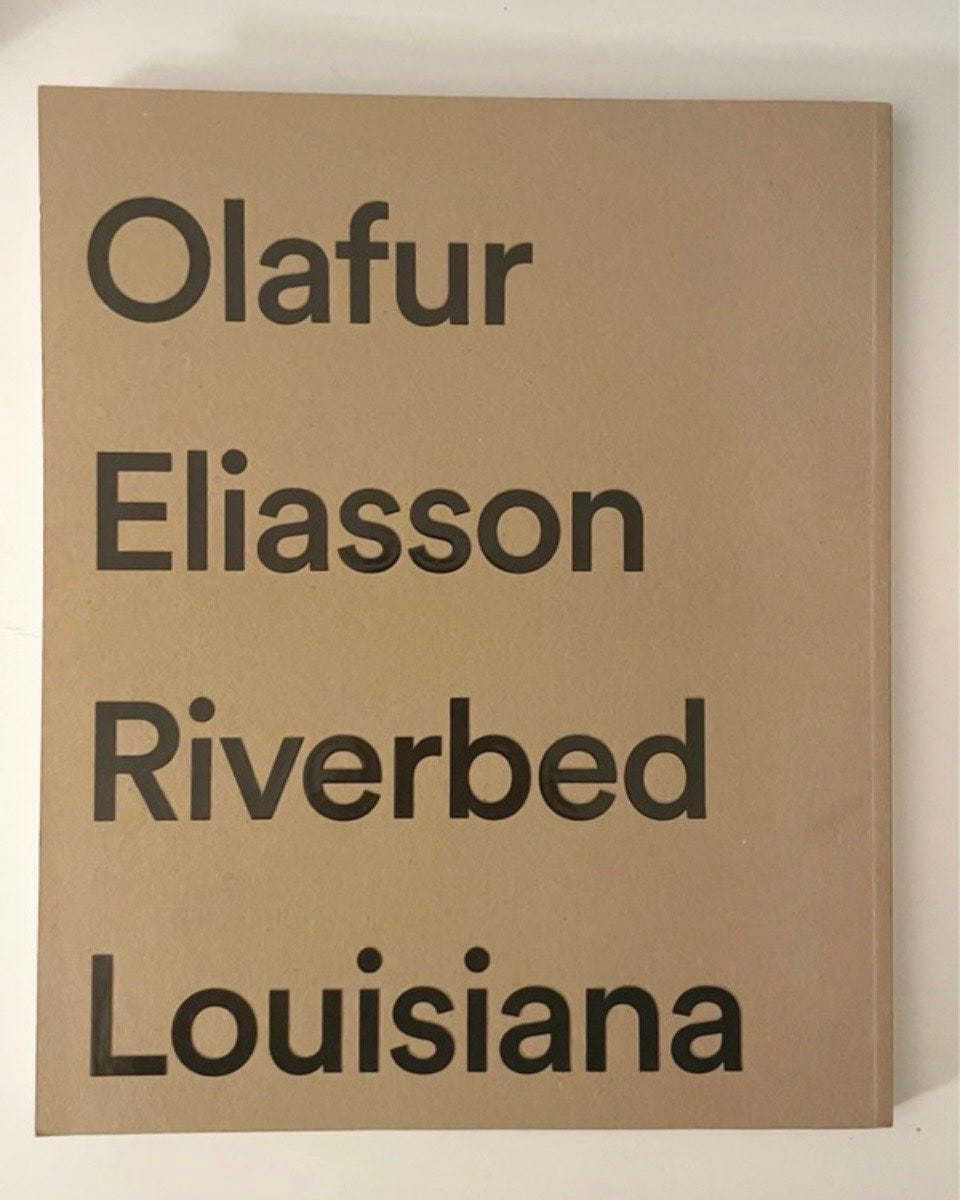 Olafur
Eliasson
Riverbed
Louisiana